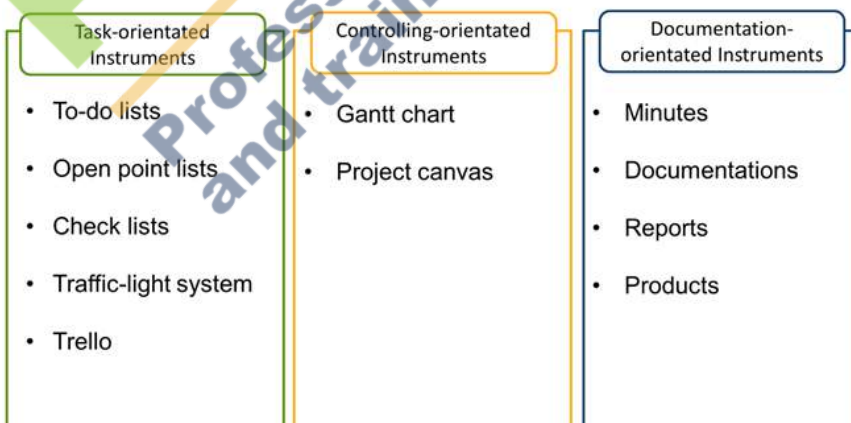 Task-orientated
Instruments
• To-do lists
• Open point lists
• Check lists
• Traffic-light system
• Trello
Controlling-orientated
Instruments
• Gantt chart
• Project canvas
Documentation-
orientated Instruments
• Minutes
• Documentations
• Reports
• Products
and